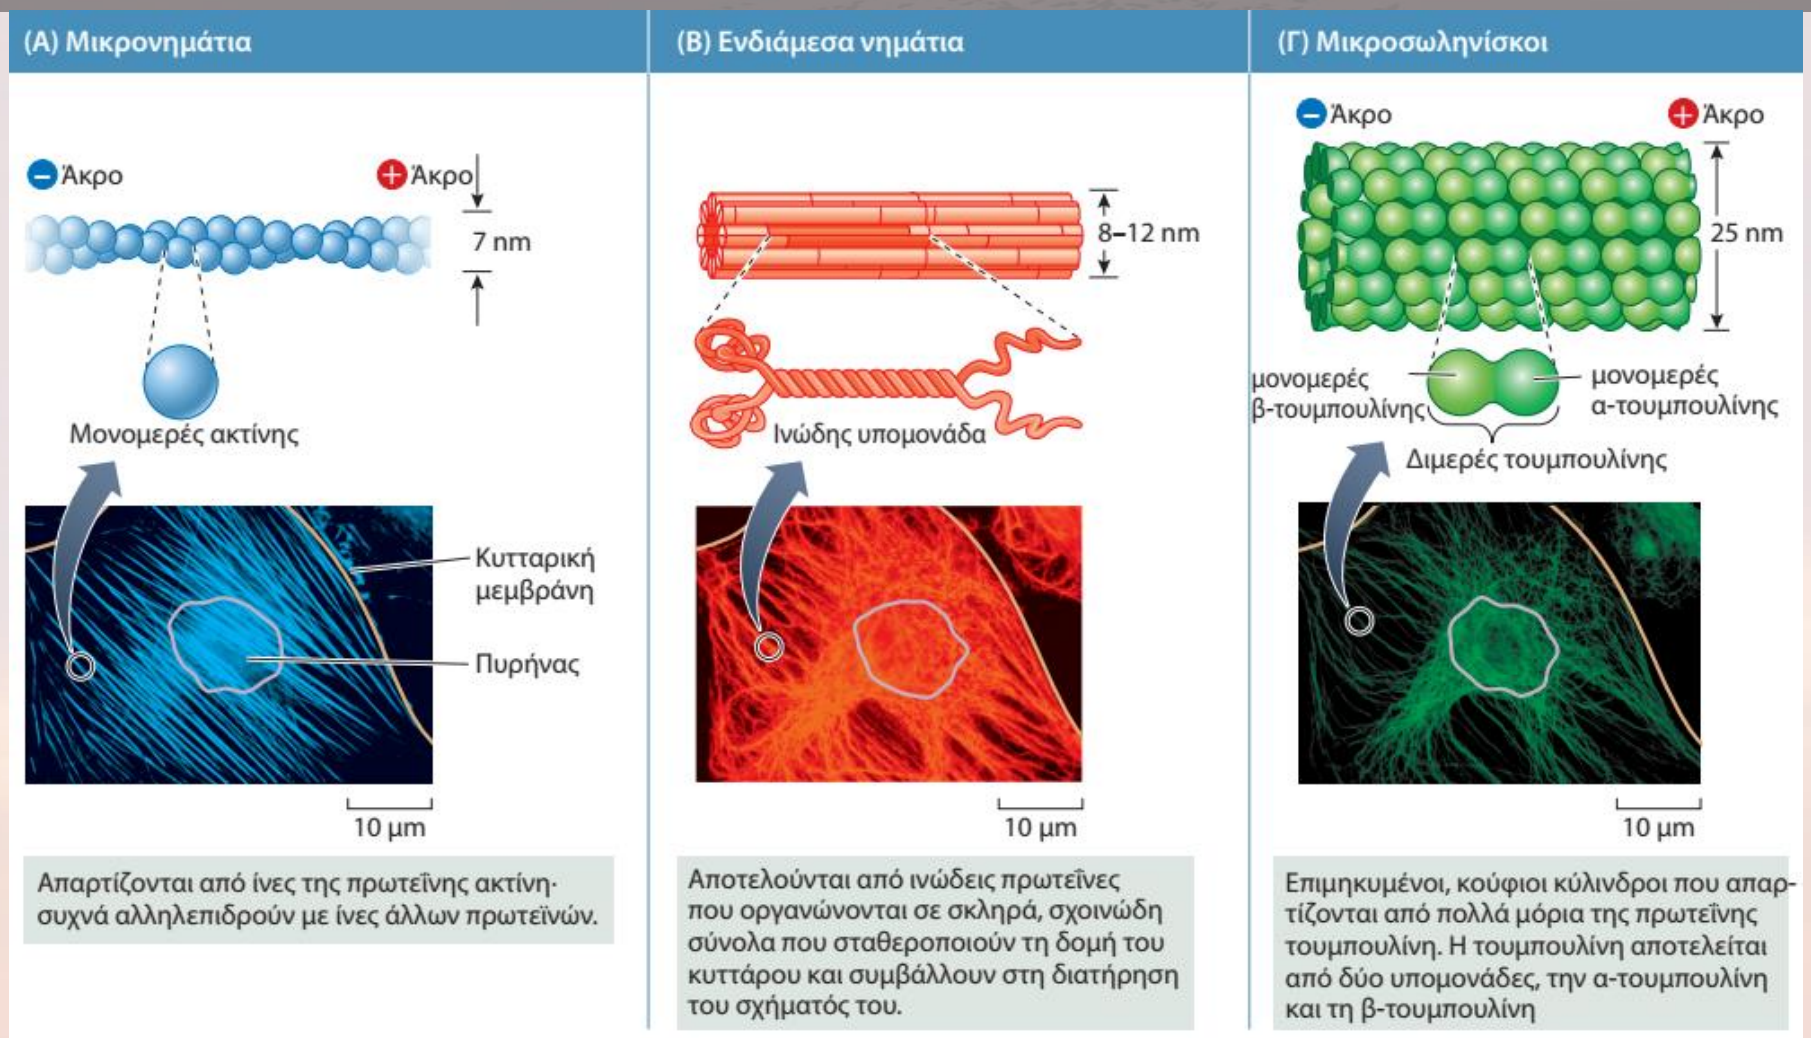 (Α) Μικρονημάτια
− Άκρο
+ Άκρο
7 nm
Μονομερές ακτίνης
Κυτταρική
μεμβράνη
Πυρήνας
10 μm
Απαρτίζονται από ίνες της πρωτεΐνης ακτίνη·
συχνά αλληλεπιδρούν με ίνες άλλων πρωτεϊνών.
(Β) Ενδιάμεσα νημάτια
8–12 nm
Ινώδης υπομονάδα
10 μm
Αποτελούνται από ινώδεις πρωτεΐνες
που οργανώνονται σε σκληρά, σχοινώδη
σύνολα που σταθεροποιούν τη δομή του
κυττάρου και συμβάλλουν στη διατήρηση
του σχήματός του.
(Γ) Μικροσωληνίσκοι
− Άκρο
+ Άκρο
25 nm
μονομερές
β-τουμπουλίνης
μονομερές
α-τουμπουλίνης
Διμερές τουμπουλίνης
10 μm
Επιμηκυμένοι, κούφιοι κύλινδροι που απαρ-
τίζονται από πολλά μόρια της πρωτεΐνης
τουμπουλίνη. Η τουμπουλίνη αποτελείται
από δύο υπομονάδες, την α-τουμπουλίνη
και τη β-τουμπουλίνη